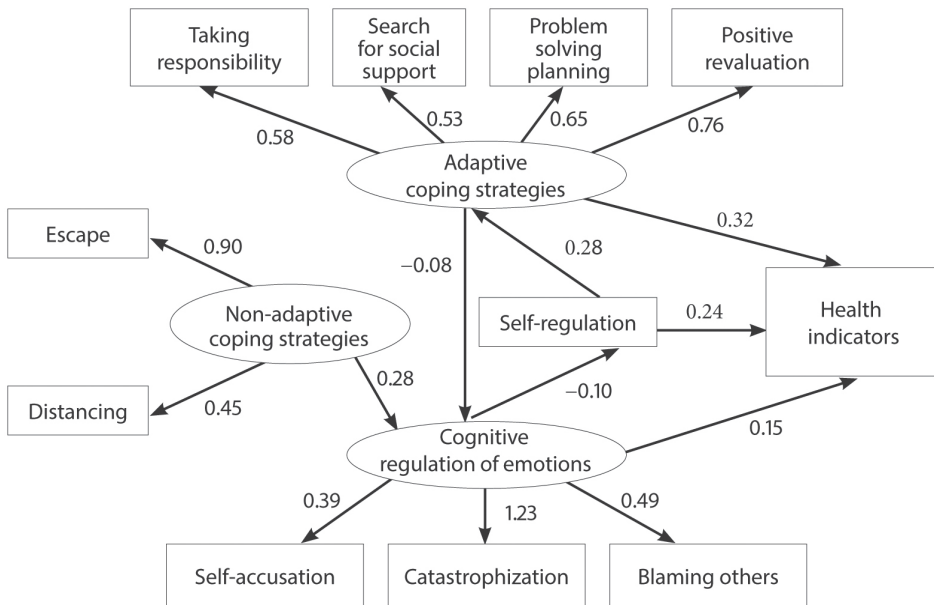 Taking
responsibility
Search
for social
support
Problem
solving
planning
Positive
revaluation
0.58
0.53
0.65
0.76
Adaptive
coping strategies
Escape
0.90
−0.08
0.28
0.32
Non-adaptive
coping strategies
Self-regulation
0.24
Health
indicators
Distancing
0.45
0.28
−0.10
0.15
Cognitive
regulation of emotions
0.39
1.23
0.49
Self-accusation
Catastrophization
Blaming others